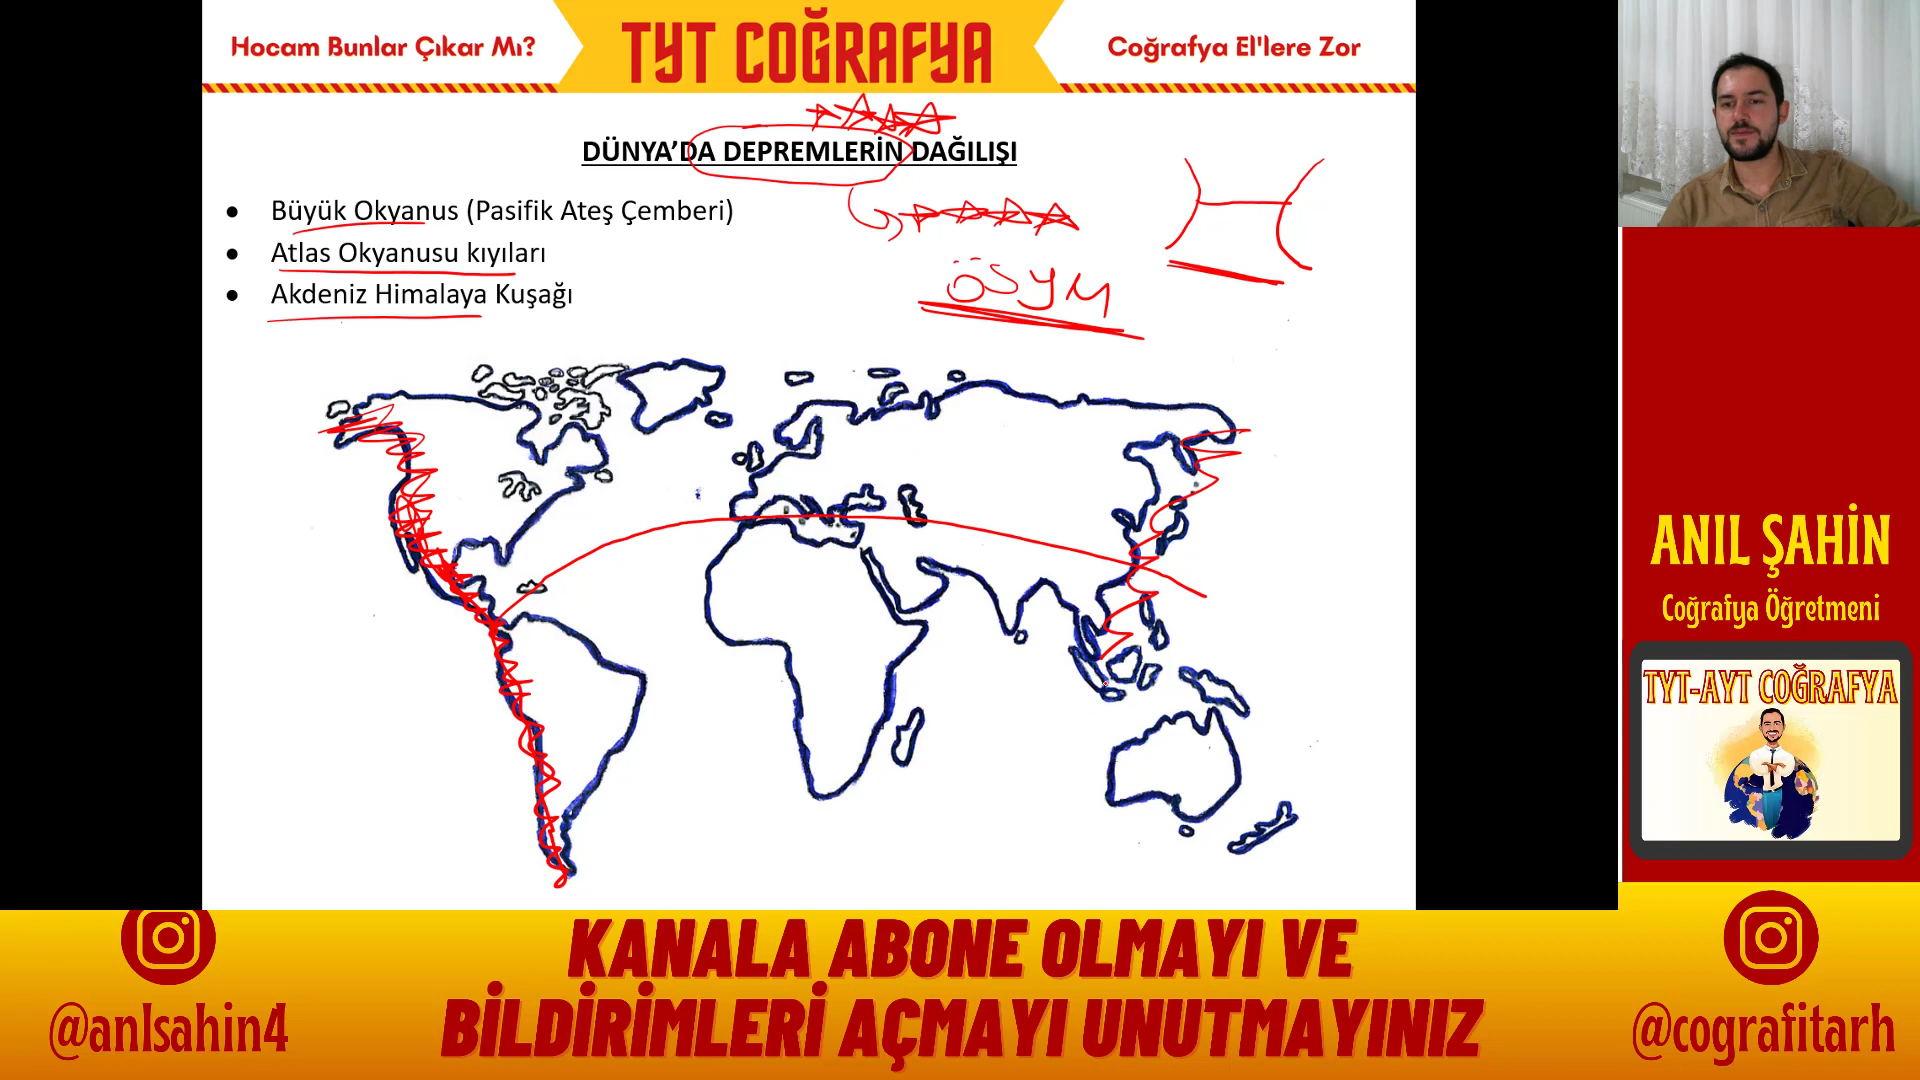 Hocam Bunlar Çıkar Mı?
TYT COĞRAFYA
Coğrafya El'lere Zor
DÜNYA'DA DEPREMLERİN DAĞILIŞI
• Büyük Okyanus (Pasifik Ateş Çemberi)
• Atlas Okyanusu kıyıları
• Akdeniz Himalaya Kuşağı
ÖSYM
ANIL ŞAHİN
Coğrafya Öğretmeni
TYT-AYT COĞRAFYA
KANALA ABONE OLMAYI VE
BİLDİRİMLERİ AÇMAYI UNUTMAYINIZ
@anlsahin4
@cografitarh